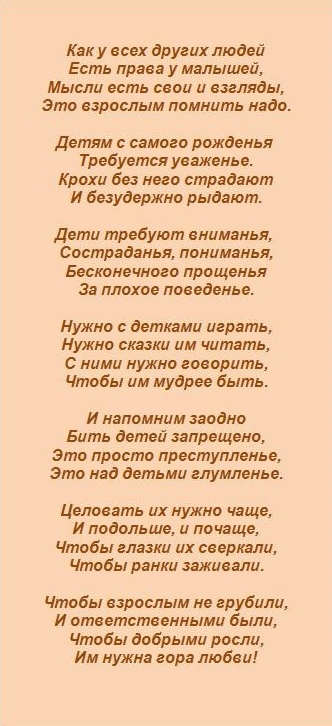 Как у всех других людей
Есть права у малышей,
Мысли есть свои и взгляды,
Это взрослым помнить надо.

Детям с самого рожденья
Требуется уваженье.
Крохи без него страдают
И безудержно рыдают.

Дети требуют вниманья,
Состраданья, пониманья,
Бесконечного прощенья
За плохое поведенье.

Нужно с детками играть,
Нужно сказки им читать,
С ними нужно говорить,
Чтобы им мудрее быть.

И напомним заодно
Бить детей запрещено,
Это просто преступленье,
Это над детьми глумленье.

Целовать их нужно чаще,
И подольше, и почаще,
Чтобы глазки их сверкали,
Чтобы ранки заживали.

Чтобы взрослым не грубили,
И ответственными были,
Чтобы добрыми росли,
Им нужна гора любви!